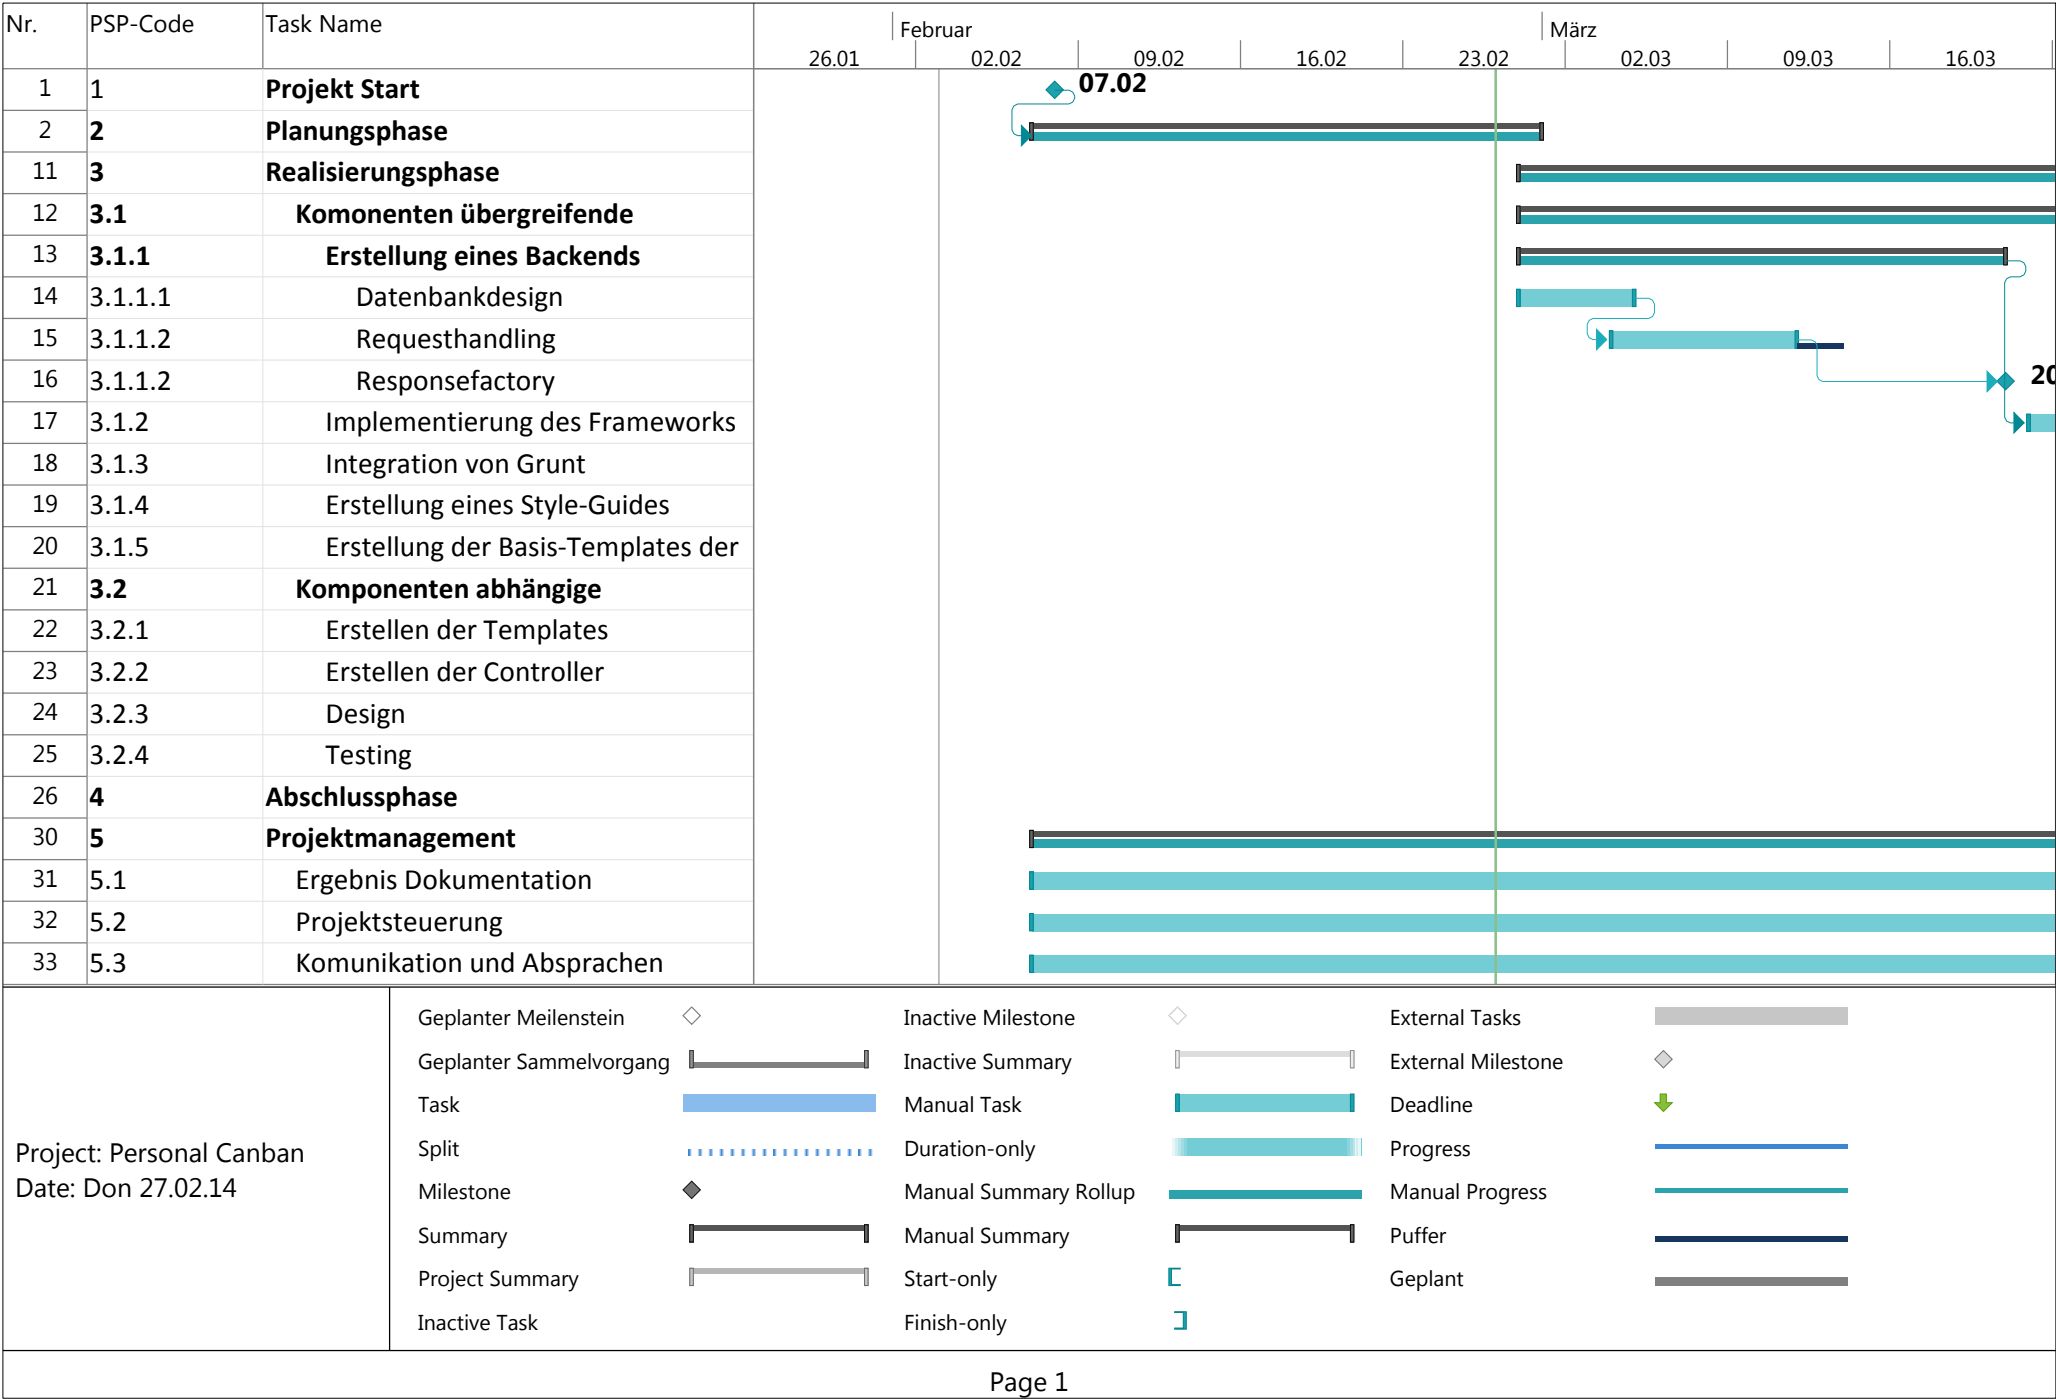 Nr. PSP-Code Task Name Februar März
26.01 02.02 09.02 16.02 23.02 02.03 09.03 16.03
1 1 Projekt Start 07.02
2 2 Planungsphase
11 3 Realisierungsphase
12 3.1 Komonenten übergreifende
13 3.1.1 Erstellung eines Backends
14 3.1.1.1 Datenbankdesign
15 3.1.1.2 Requesthandling
16 3.1.1.2 Responsefactory 20
17 3.1.2 Implementierung des Frameworks
18 3.1.3 Integration von Grunt
19 3.1.4 Erstellung eines Style-Guides
20 3.1.5 Erstellung der Basis-Templates der
21 3.2 Komponenten abhängige
22 3.2.1 Erstellen der Templates
23 3.2.2 Erstellen der Controller
24 3.2.3 Design
25 3.2.4 Testing
26 4 Abschlussphase
30 5 Projektmanagement
31 5.1 Ergebnis Dokumentation
32 5.2 Projektsteuerung
33 5.3 Komunikation und Absprachen
Project: Personal Canban
Date: Don 27.02.14
Geplanter Meilenstein
Geplanter Sammelvorgang
Task
Split
Milestone
Summary
Project Summary
Inactive Task
Inactive Milestone
Inactive Summary
Manual Task
Duration-only
Manual Summary Rollup
Manual Summary
Start-only
Finish-only
External Tasks
External Milestone
Deadline
Progress
Manual Progress
Puffer
Geplant
Page 1